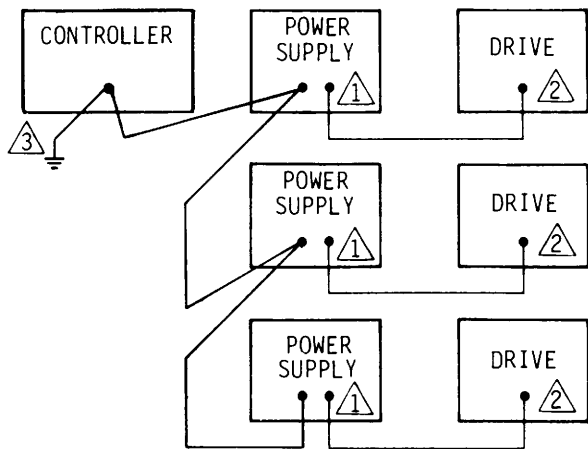 CONTROLLER
POWER
SUPPLY
1
DRIVE
2
3
POWER
SUPPLY
1
DRIVE
2
POWER
SUPPLY
1
DRIVE
2